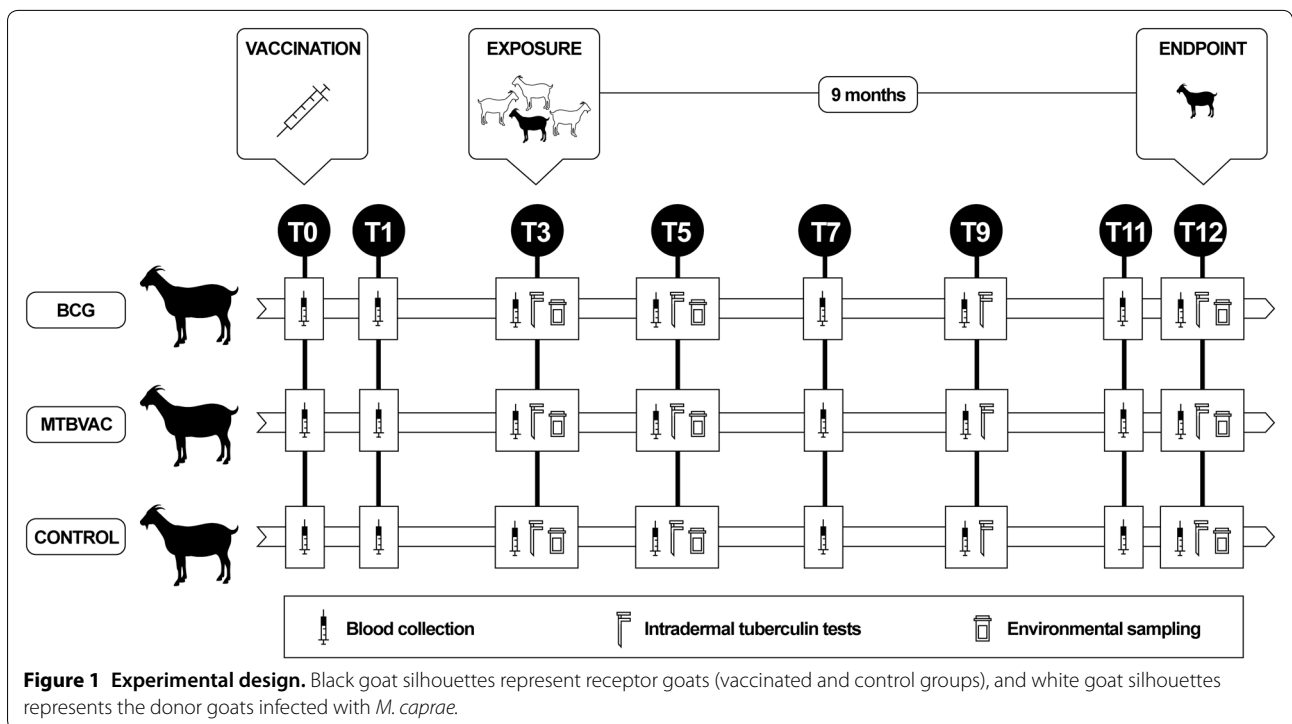 VACCINATION
EXPOSURE
ENDPOINT
9 months
T0 T1 T3 T5 T7 T9 T11 T12
BCG
MTBVAC
CONTROL
Blood collection
Intradermal tuberculin tests
Environmental sampling
Figure 1 Experimental design. Black goat silhouettes represent receptor goats (vaccinated and control groups), and white goat silhouettes
represents the donor goats infected with M. caprae.